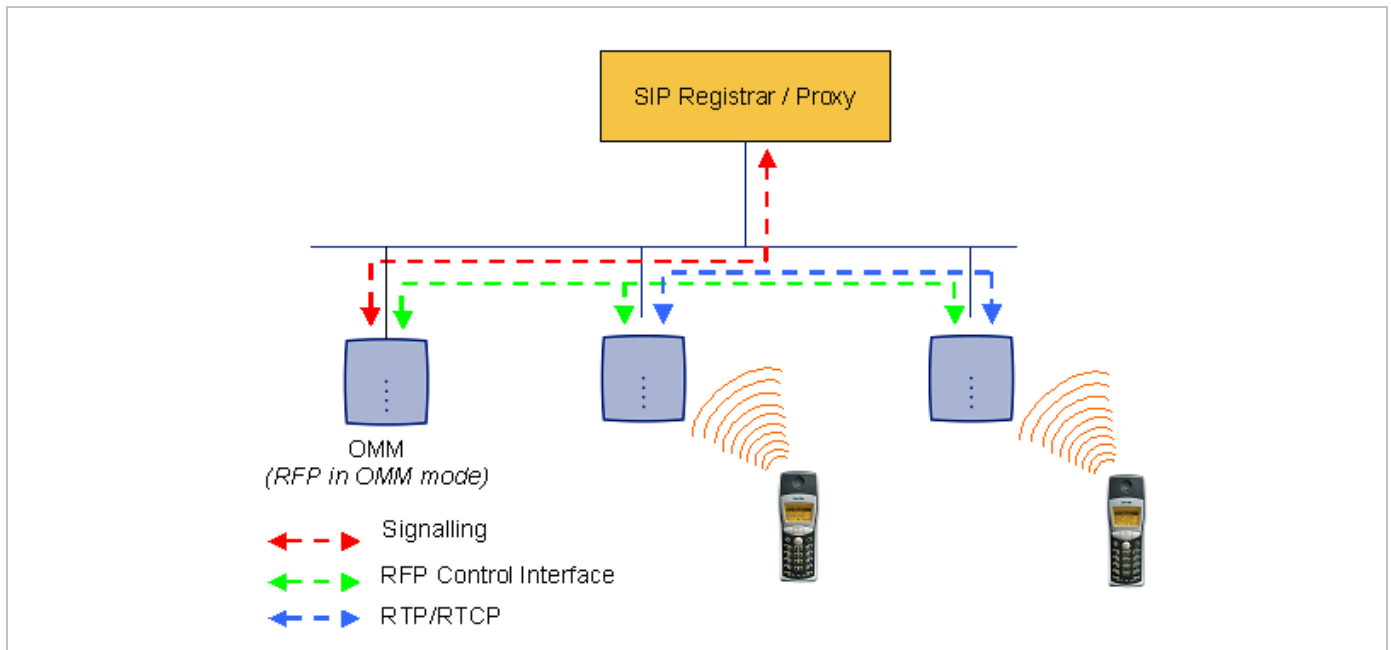 SIP Registrar / Proxy
OMM
(RFP in OMM mode)
Signalling
RFP Control Interface
RTP/RTCP